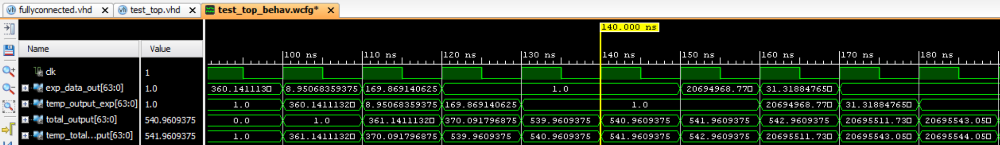 fullyconnected.vhd X test_top.vhd X test_top_behav.wcfg* X
140.000 ns
Name Value
100 ns 110 ns 120 ns 130 ns 140 ns 150 ns 160 ns 170 ns 180 ns
clk 1
exp_data_out[63:0] 1.0 360.141113□ 8.95068359375 169.869140625 1.0 20694968.77□ 31.31884765□
temp_output_exp[63:0] 1.0 1.0 360.1411132□ 8.95068359375 169.869140625 1.0 20694968.77□ 31.31884765□
total_output[63:0] 540.9609375 0.0 1.0 361.1411132□ 370.091796875 539.9609375 540.9609375 541.9609375 542.9609375 20695511.73□ 20695543.05□
temp_total...put[63:0] 541.9609375 1.0 361.1411132□ 370.091796875 539.9609375 540.9609375 541.9609375 542.9609375 20695511.73□ 20695543.05□ 20695544.05□